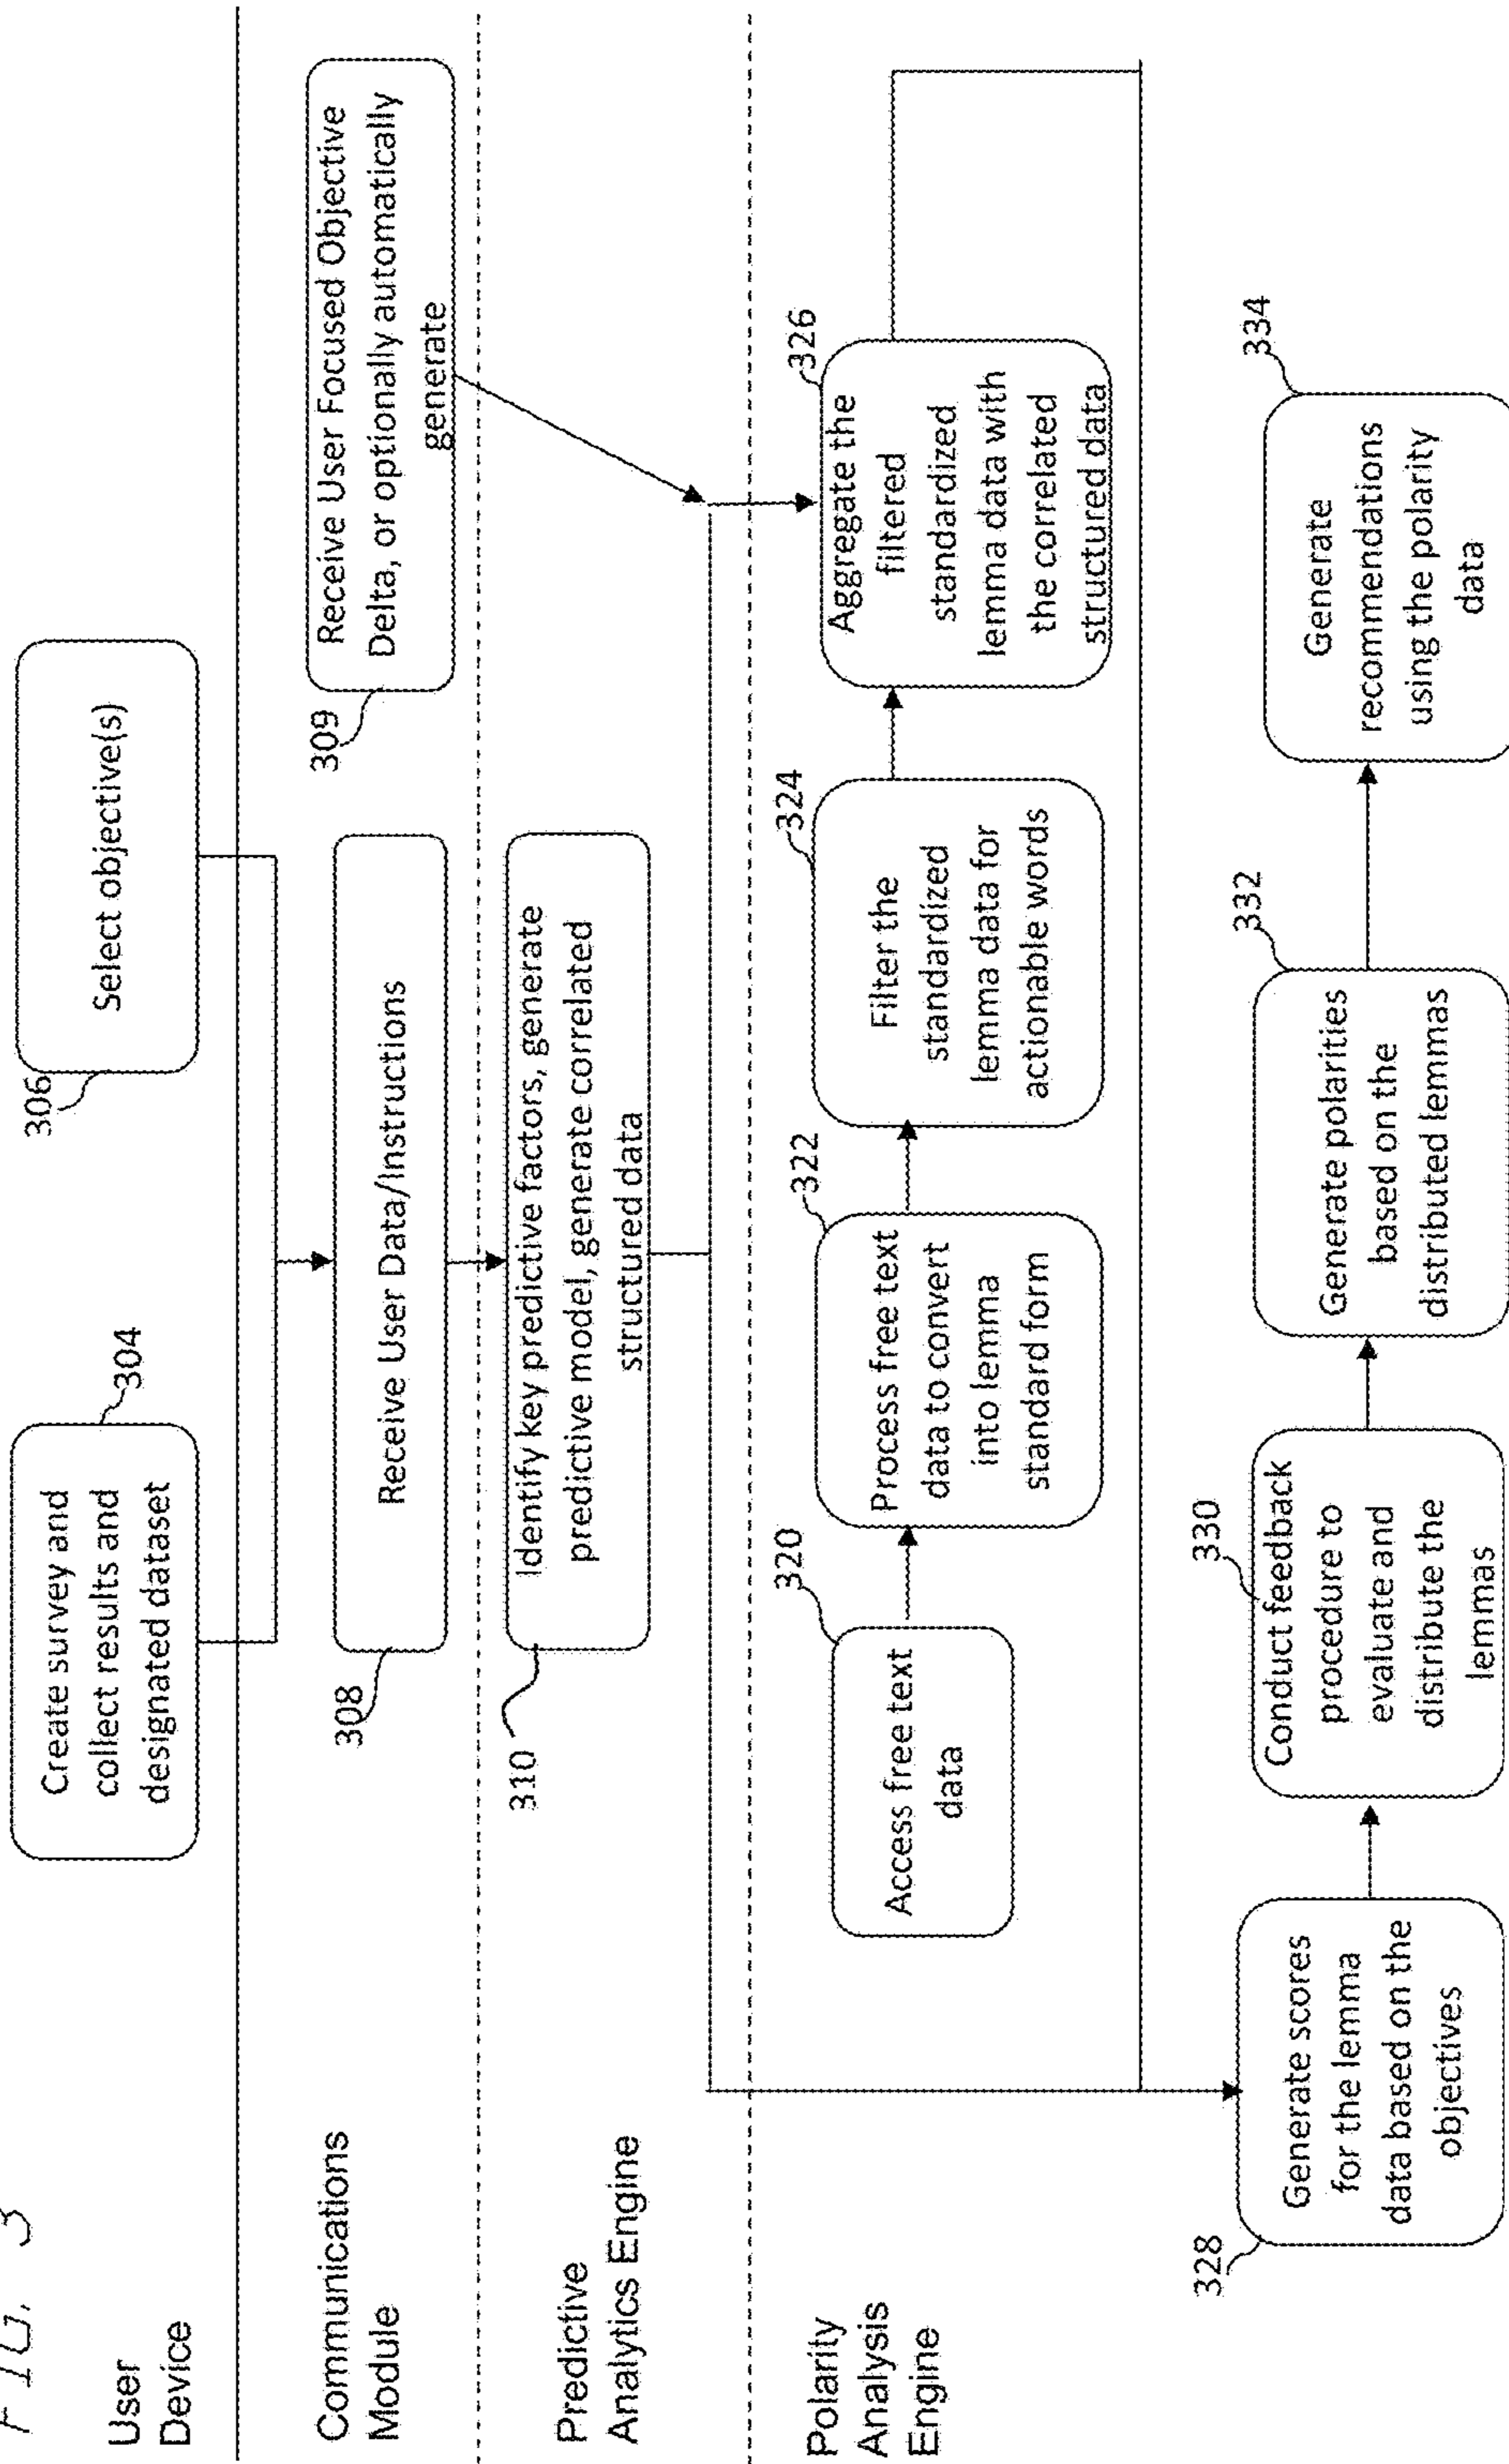 FIG. 3
User
Device
Create survey and
collect results and
designated dataset
304
306
Select objective(s)
Communications
Module
308
Receive User Data/Instructions
309
Receive User Focused Objective
Delta, or optionally automatically
generate
Predictive
Analytics Engine
310
Identify key predictive factors, generate
predictive model, generate correlated
structured data
Polarity
Analysis
Engine
320
Access free text
data
322
Process free text
data to convert
into lemma
standard form
324
Filter the
standardized
lemma data for
actionable words
326
Aggregate the
filtered
standardized
lemma data with
the correlated
structured data
328
Generate scores
for the lemma
data based on the
objectives
330
Conduct feedback
procedure to
evaluate and
distribute the
lemmas
332
Generate polarities
based on the
distributed lemmas
334
Generate
recommendations
using the polarity
data